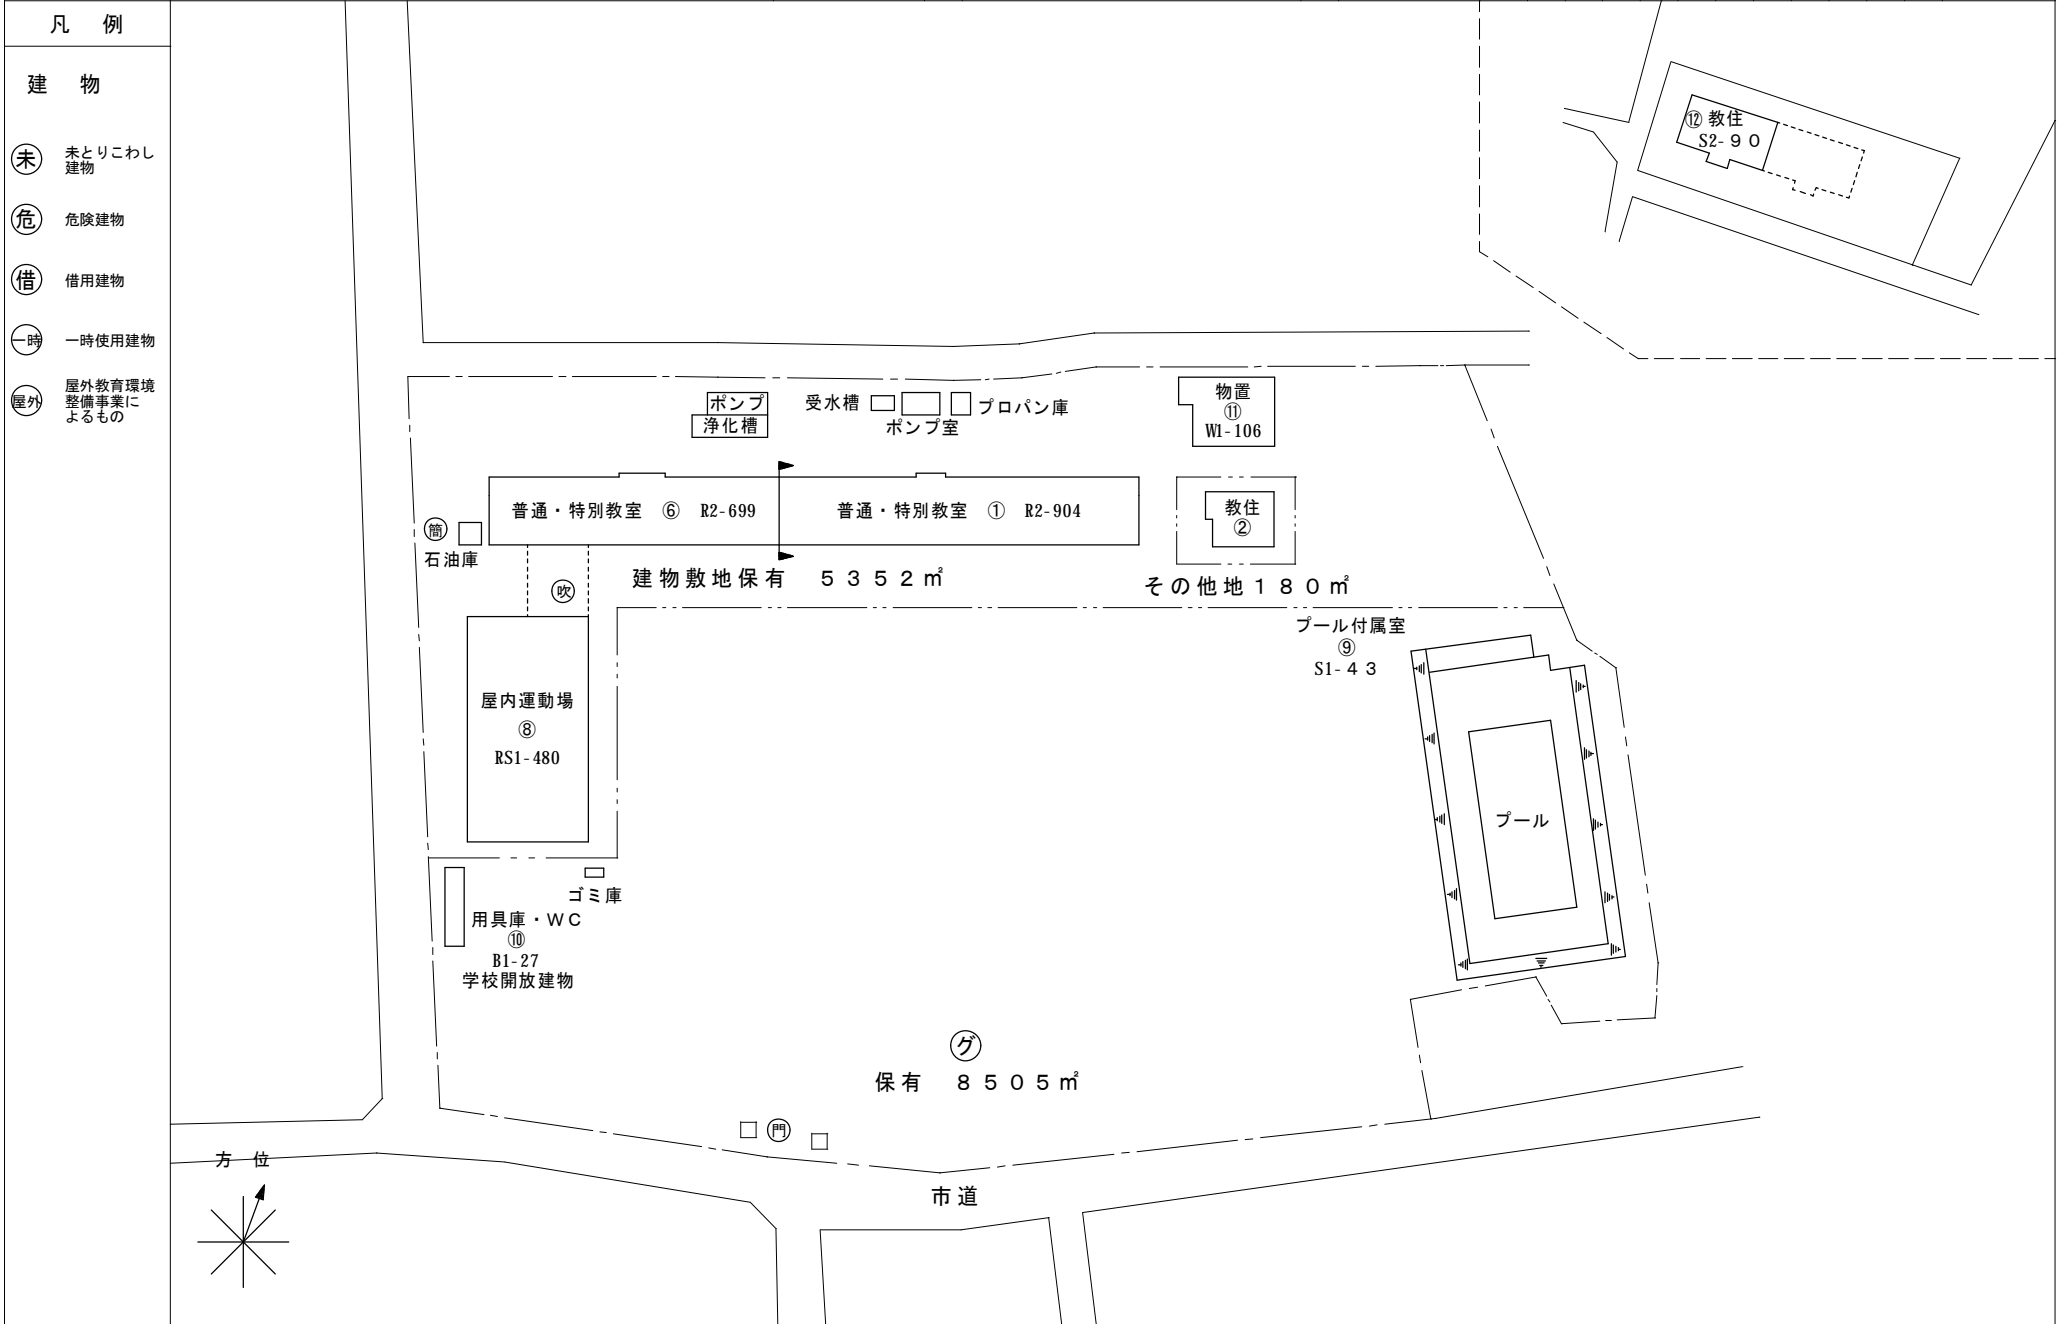 凡 例
建 物
未 未とりこわし
建物
危 危険建物
借 借用建物
一時 一時使用建物
屋外 屋外教育環境
整備事業に
よるもの
⑫ 教住
S2-90
ポンプ
浄化槽
受水槽
ポンプ室
プロパン庫
物置
⑪
W1-106
普通・特別教室 ⑥ R2-699
普通・特別教室 ① R2-904
教住
②
簡
石油庫
吹
建物敷地保有 5352㎡
その他地180㎡
プール付属室
⑨
S1-43
屋内運動場
⑧
RS1-480
プール
ゴミ庫
用具庫・WC
⑩
B1-27
学校開放建物
グ
保有 8505㎡
門
市道
方 位